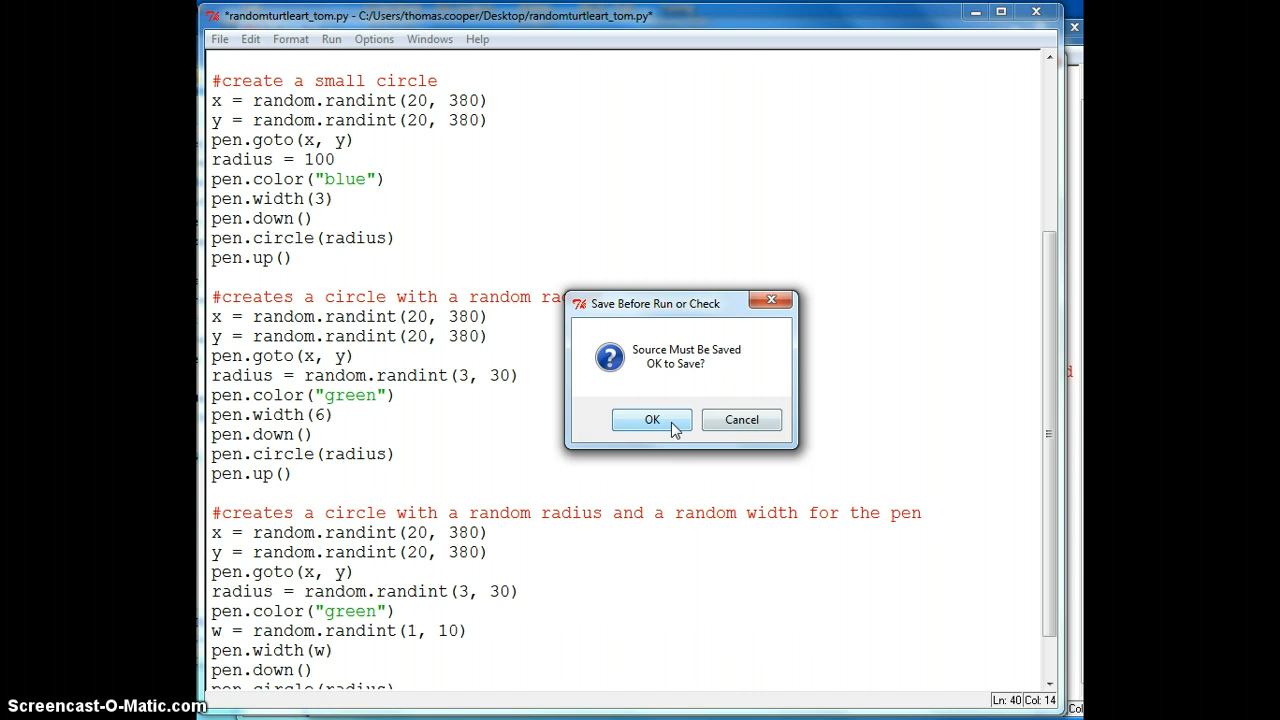 *randomturtleart_tom.py - C:/Users/thomas.cooper/Desktop/randomturtleart_tom.py*
File Edit Format Run Options Windows Help
#create a small circle
x = random.randint(20, 380)
y = random.randint(20, 380)
pen.goto(x, y)
radius = 100
pen.color("blue")
pen.width(3)
pen.down()
pen.circle(radius)
pen.up()
#creates a circle with a random
x = random.randint(20, 380)
y = random.randint(20, 380)
pen.goto(x, y)
radius = random.randint(3, 30)
pen.color("green")
pen.width(6)
pen.down()
pen.circle(radius)
pen.up()
Save Before Run or Check
Source Must Be Saved
OK to Save?
OK Cancel
#creates a circle with a random radius and a random width for the pen
x = random.randint(20, 380)
y = random.randint(20, 380)
pen.goto(x, y)
radius = random.randint(3, 30)
pen.color("green")
w = random.randint(1, 10)
pen.width(w)
pen.down()
pen.circle(radius)
Ln: 40 Col: 14
Col
Screencast-O-Matic.com